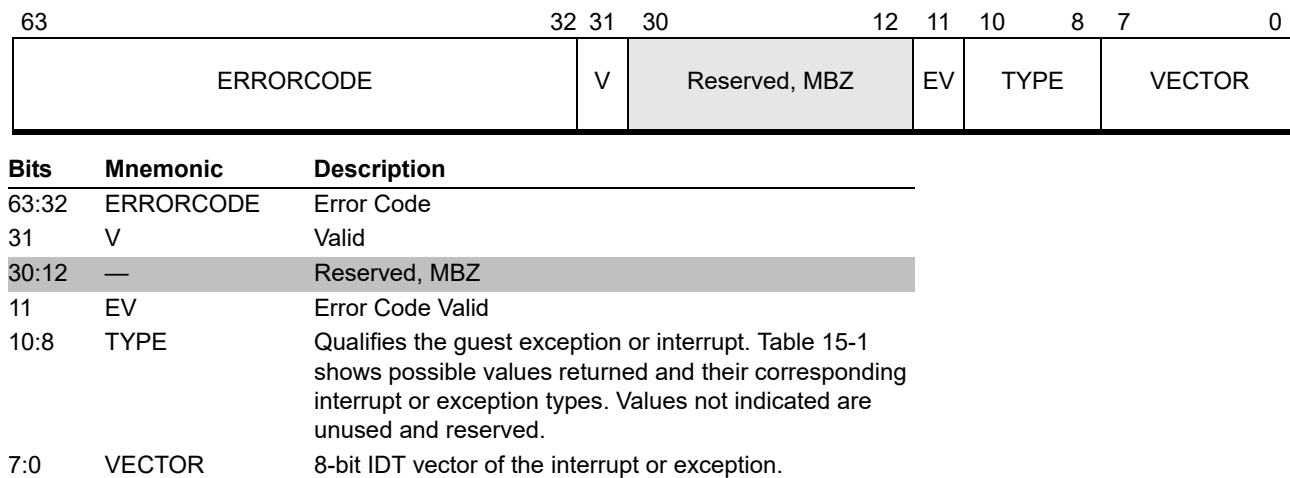 63 32 31 30 12 11 10 8 7 0
ERRORCODE V Reserved, MBZ EV TYPE VECTOR
Bits Mnemonic Description
63:32 ERRORCODE Error Code
31 V Valid
30:12 — Reserved, MBZ
11 EV Error Code Valid
10:8 TYPE Qualifies the guest exception or interrupt. Table 15-1
shows possible values returned and their corresponding
interrupt or exception types. Values not indicated are
unused and reserved.
7:0 VECTOR 8-bit IDT vector of the interrupt or exception.